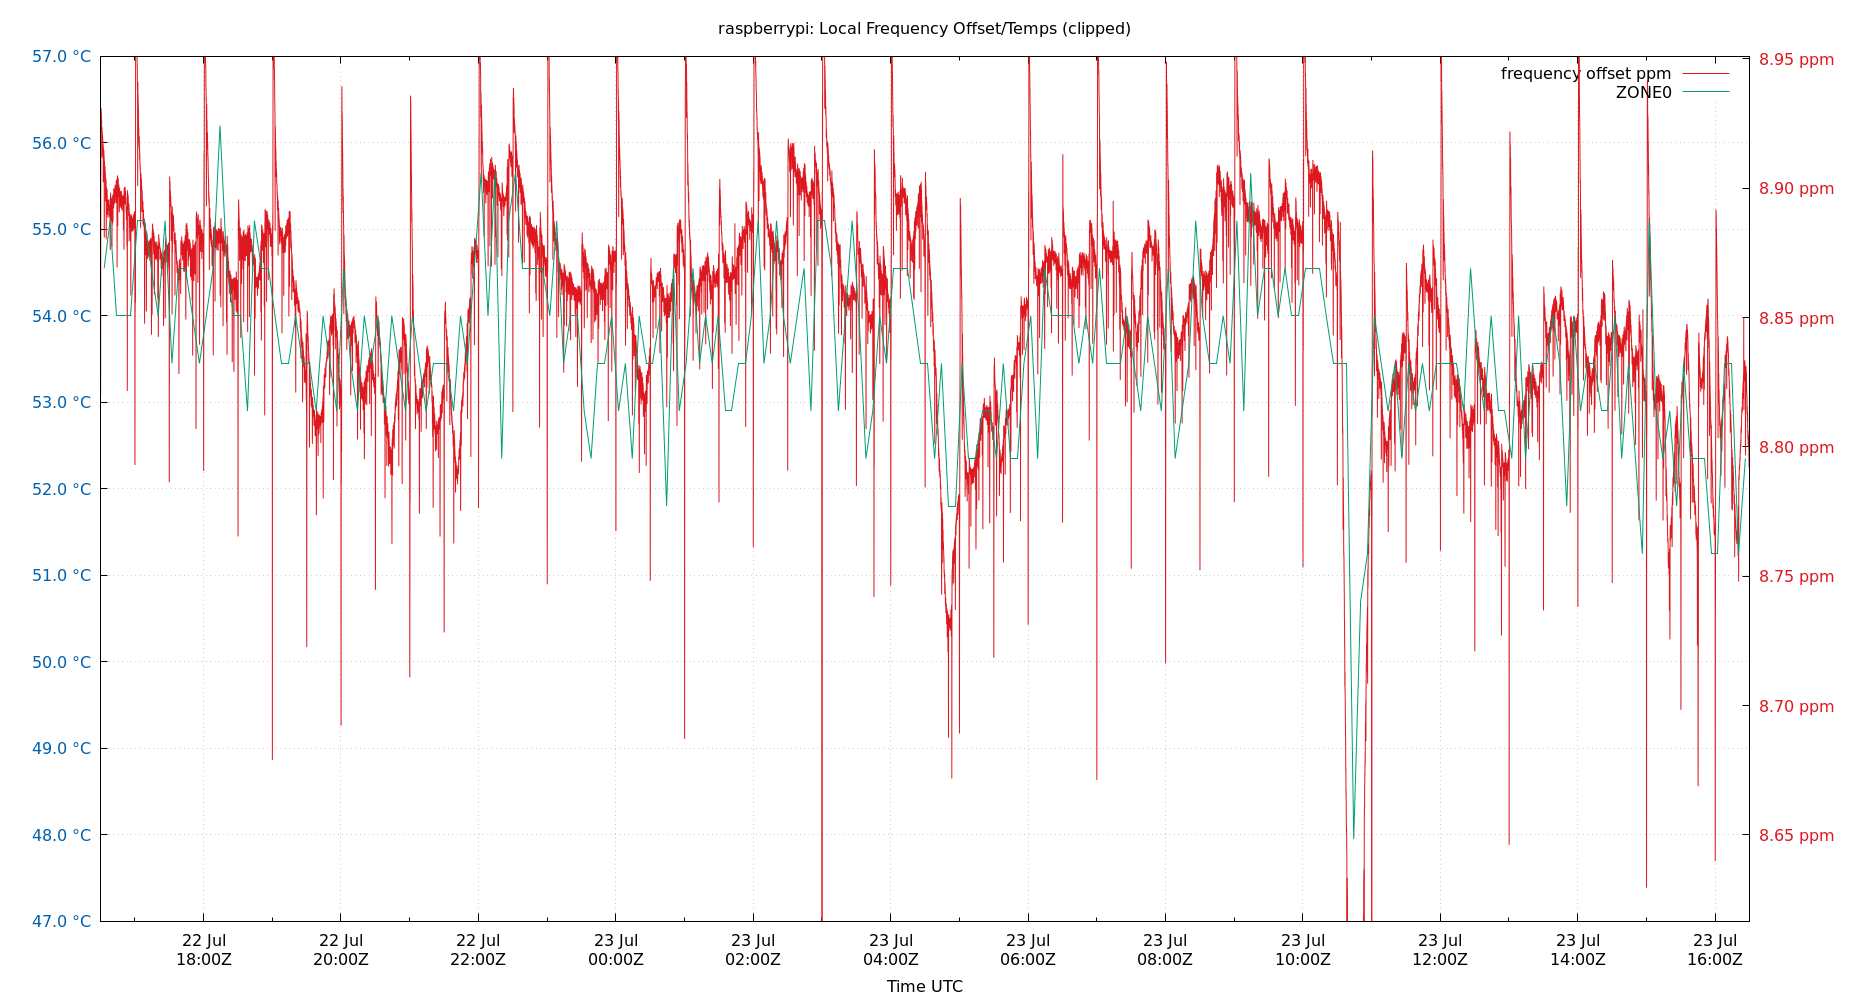 raspberrypi: Local Frequency Offset/Temps (clipped)
57.0 °C
56.0 °C
55.0 °C
54.0 °C
53.0 °C
52.0 °C
51.0 °C
50.0 °C
49.0 °C
48.0 °C
47.0 °C
frequency offset ppm
ZONE0
8.95 ppm
8.90 ppm
8.85 ppm
8.80 ppm
8.75 ppm
8.70 ppm
8.65 ppm
22 Jul 22 Jul 22 Jul 23 Jul 23 Jul 23 Jul 23 Jul 23 Jul 23 Jul 23 Jul 23 Jul 23 Jul
18:00Z 20:00Z 22:00Z 00:00Z 02:00Z 04:00Z 06:00Z 08:00Z 10:00Z 12:00Z 14:00Z 16:00Z
Time UTC